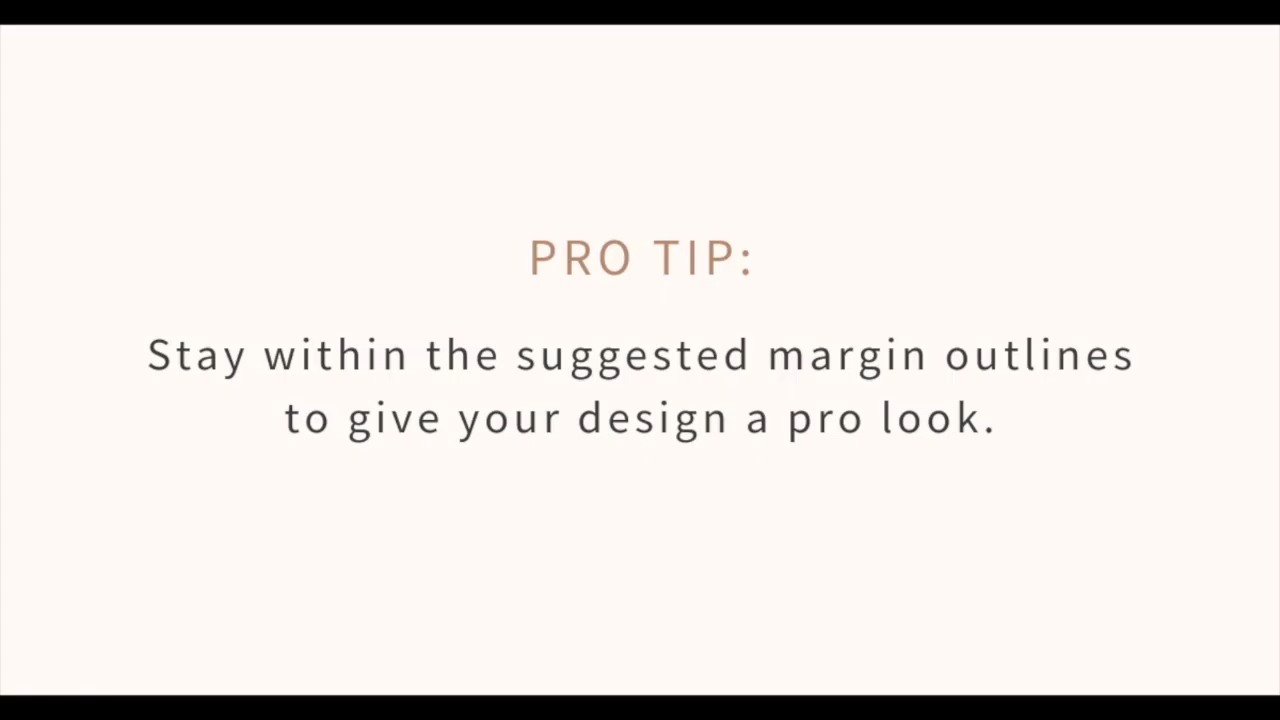 PRO TIP:
Stay within the suggested margin outlines
to give your design a pro look.